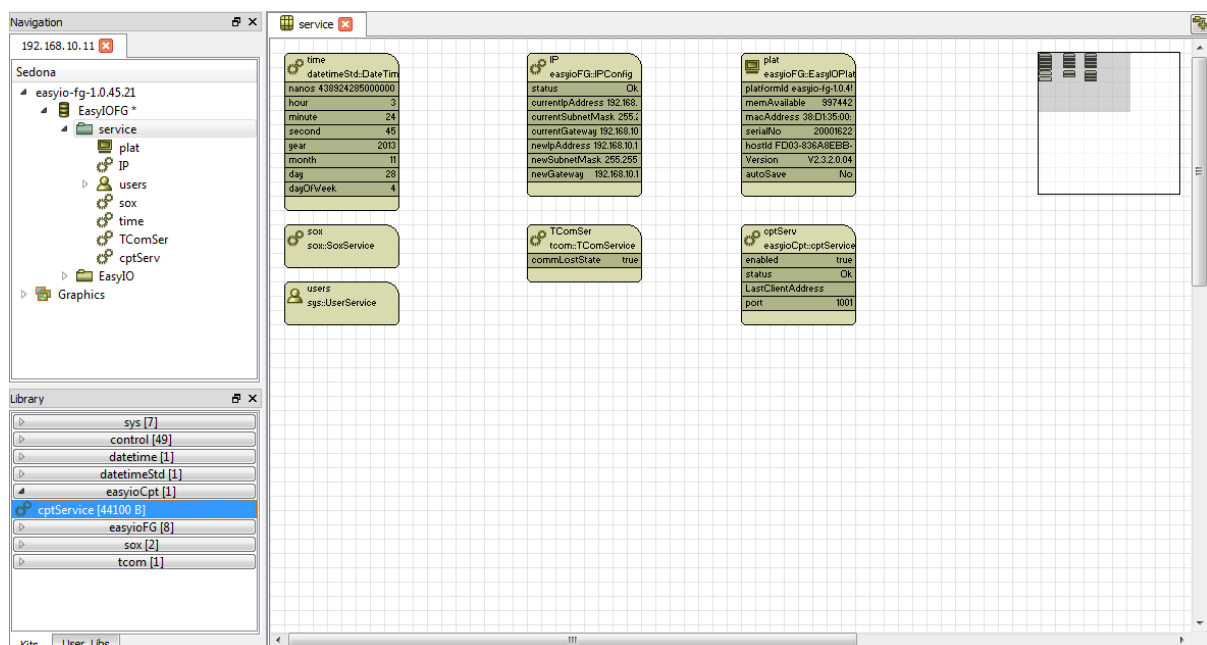 Navigation
192.168.10.11
Sedona
easyio-fg-1.0.45.21
EasyIOFG *
service
plat
IP
users
sox
time
TComSer
cptServ
EasyIO
Graphics
Library
sys [7]
control [49]
datetime [1]
datetimeStd [1]
easyioCpt [1]
cptService [44100 B]
easyioFG [8]
sox [2]
tcom [1]
Kits
User Libs
service
time
datetimeStd::DateTim
nanos 438924285000000
hour 3
minute 24
second 45
year 2013
month 11
day 28
dayOfWeek 4
IP
easyioFG::IPConfig
status Ok
currentIpAddress 192.168.
currentSubnetMask 255.2
currentGateway 192.168.10
newIpAddress 192.168.10.1
newSubnetMask 255.255
newGateway 192.168.10.1
plat
easyioFG::EasyIOPlat
platformId easyio-fg-1.0.4
memAvailable 997442
macAddress 38:D1:35:00:
serialNo 20001622
hostId FD03-836A8EBB-
Version V2.3.2.0.04
autoSave No
sox
sox::SoxService
TComSer
tcom::TComService
commLostState true
cptServ
easyioCpt::cptService
enabled true
status Ok
LastClientAddress
port 1001
users
sys::UserService